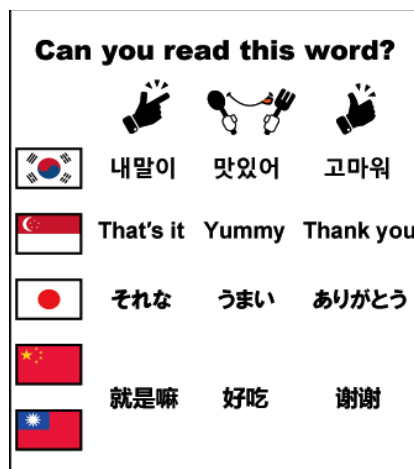 Can you read this word?
내말이 맛있어 고마워
That's it Yummy Thank you
それな うまい ありがとう
就是嘛 好吃 谢谢